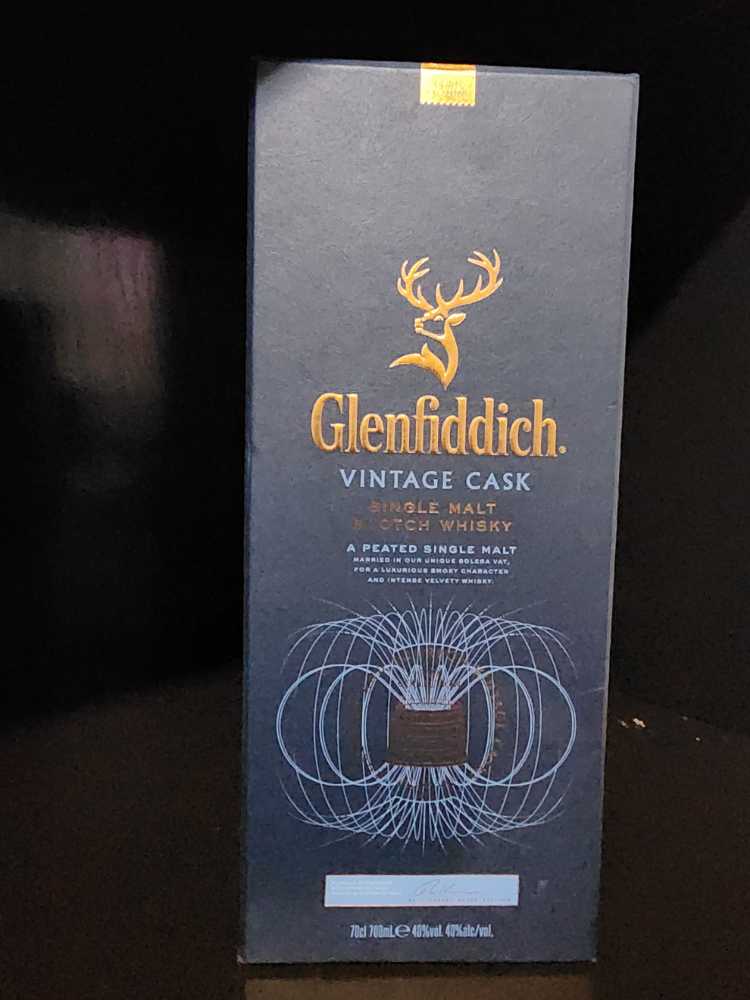 Glenfiddich.
VINTAGE CASK
SINGLE MALT
SCOTCH WHISKY
A PEATED SINGLE MALT
MARRIED IN OUR UNIQUE SOLERA VAT,
FOR A LUXURIOUS SMOKY CHARACTER
AND INTENSE VELVETY WHISKY.
70cl 700mL e 40%vol. 40%alc/vol.